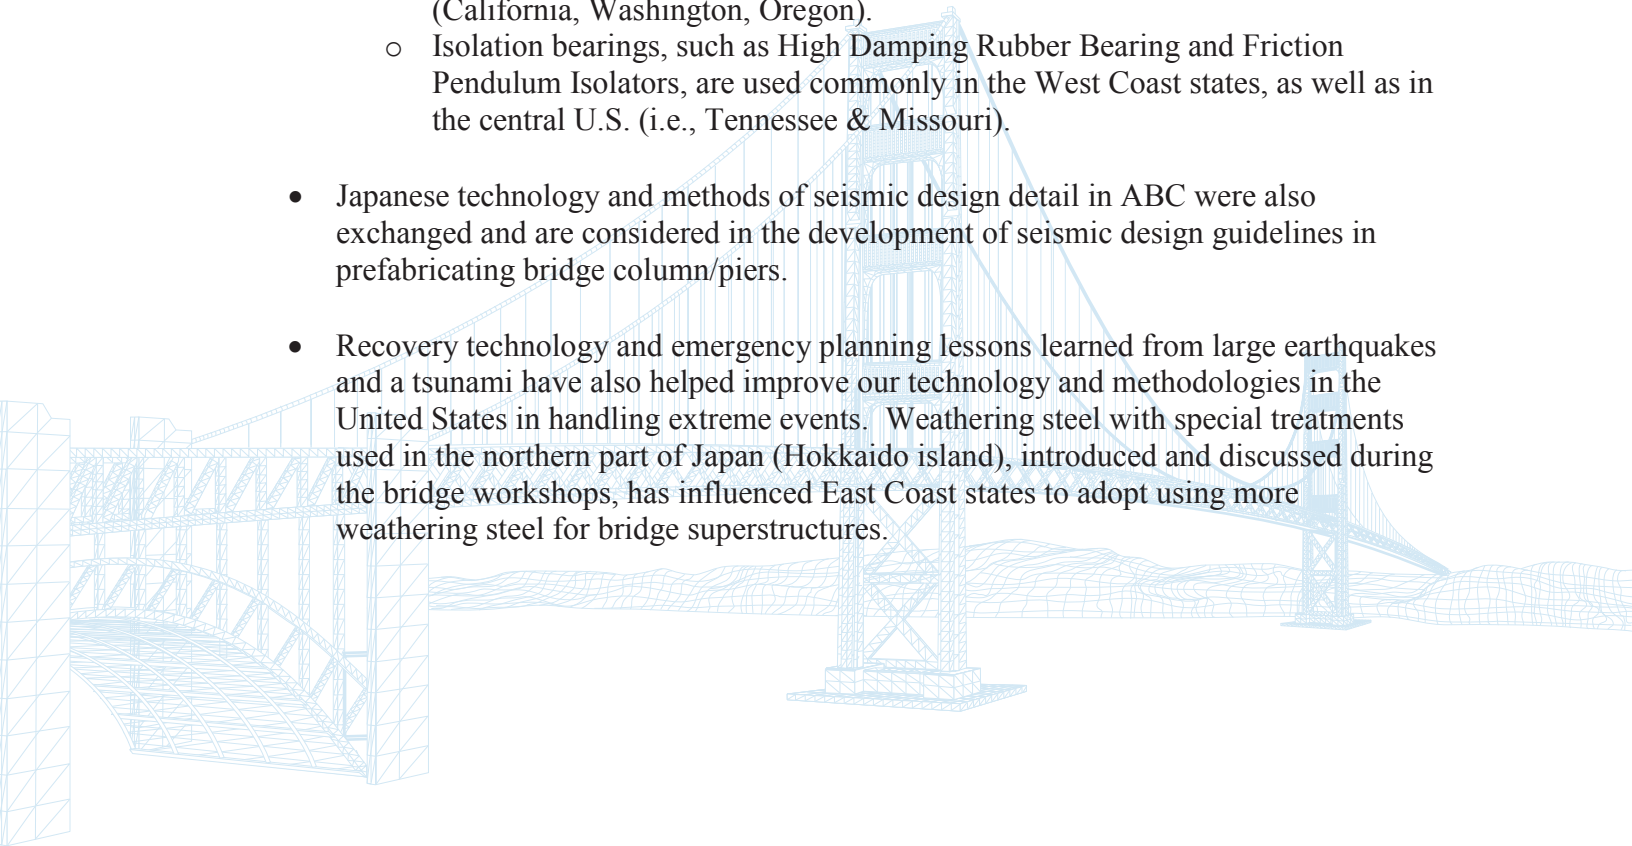 (California, Washington, Oregon).
o Isolation bearings, such as High Damping Rubber Bearing and Friction
Pendulum Isolators, are used commonly in the West Coast states, as well as in
the central U.S. (i.e., Tennessee & Missouri).
• Japanese technology and methods of seismic design detail in ABC were also
exchanged and are considered in the development of seismic design guidelines in
prefabricating bridge column/piers.
• Recovery technology and emergency planning lessons learned from large earthquakes
and a tsunami have also helped improve our technology and methodologies in the
United States in handling extreme events.  Weathering steel with special treatments
used in the northern part of Japan (Hokkaido island), introduced and discussed during
the bridge workshops, has influenced East Coast states to adopt using more
weathering steel for bridge superstructures.